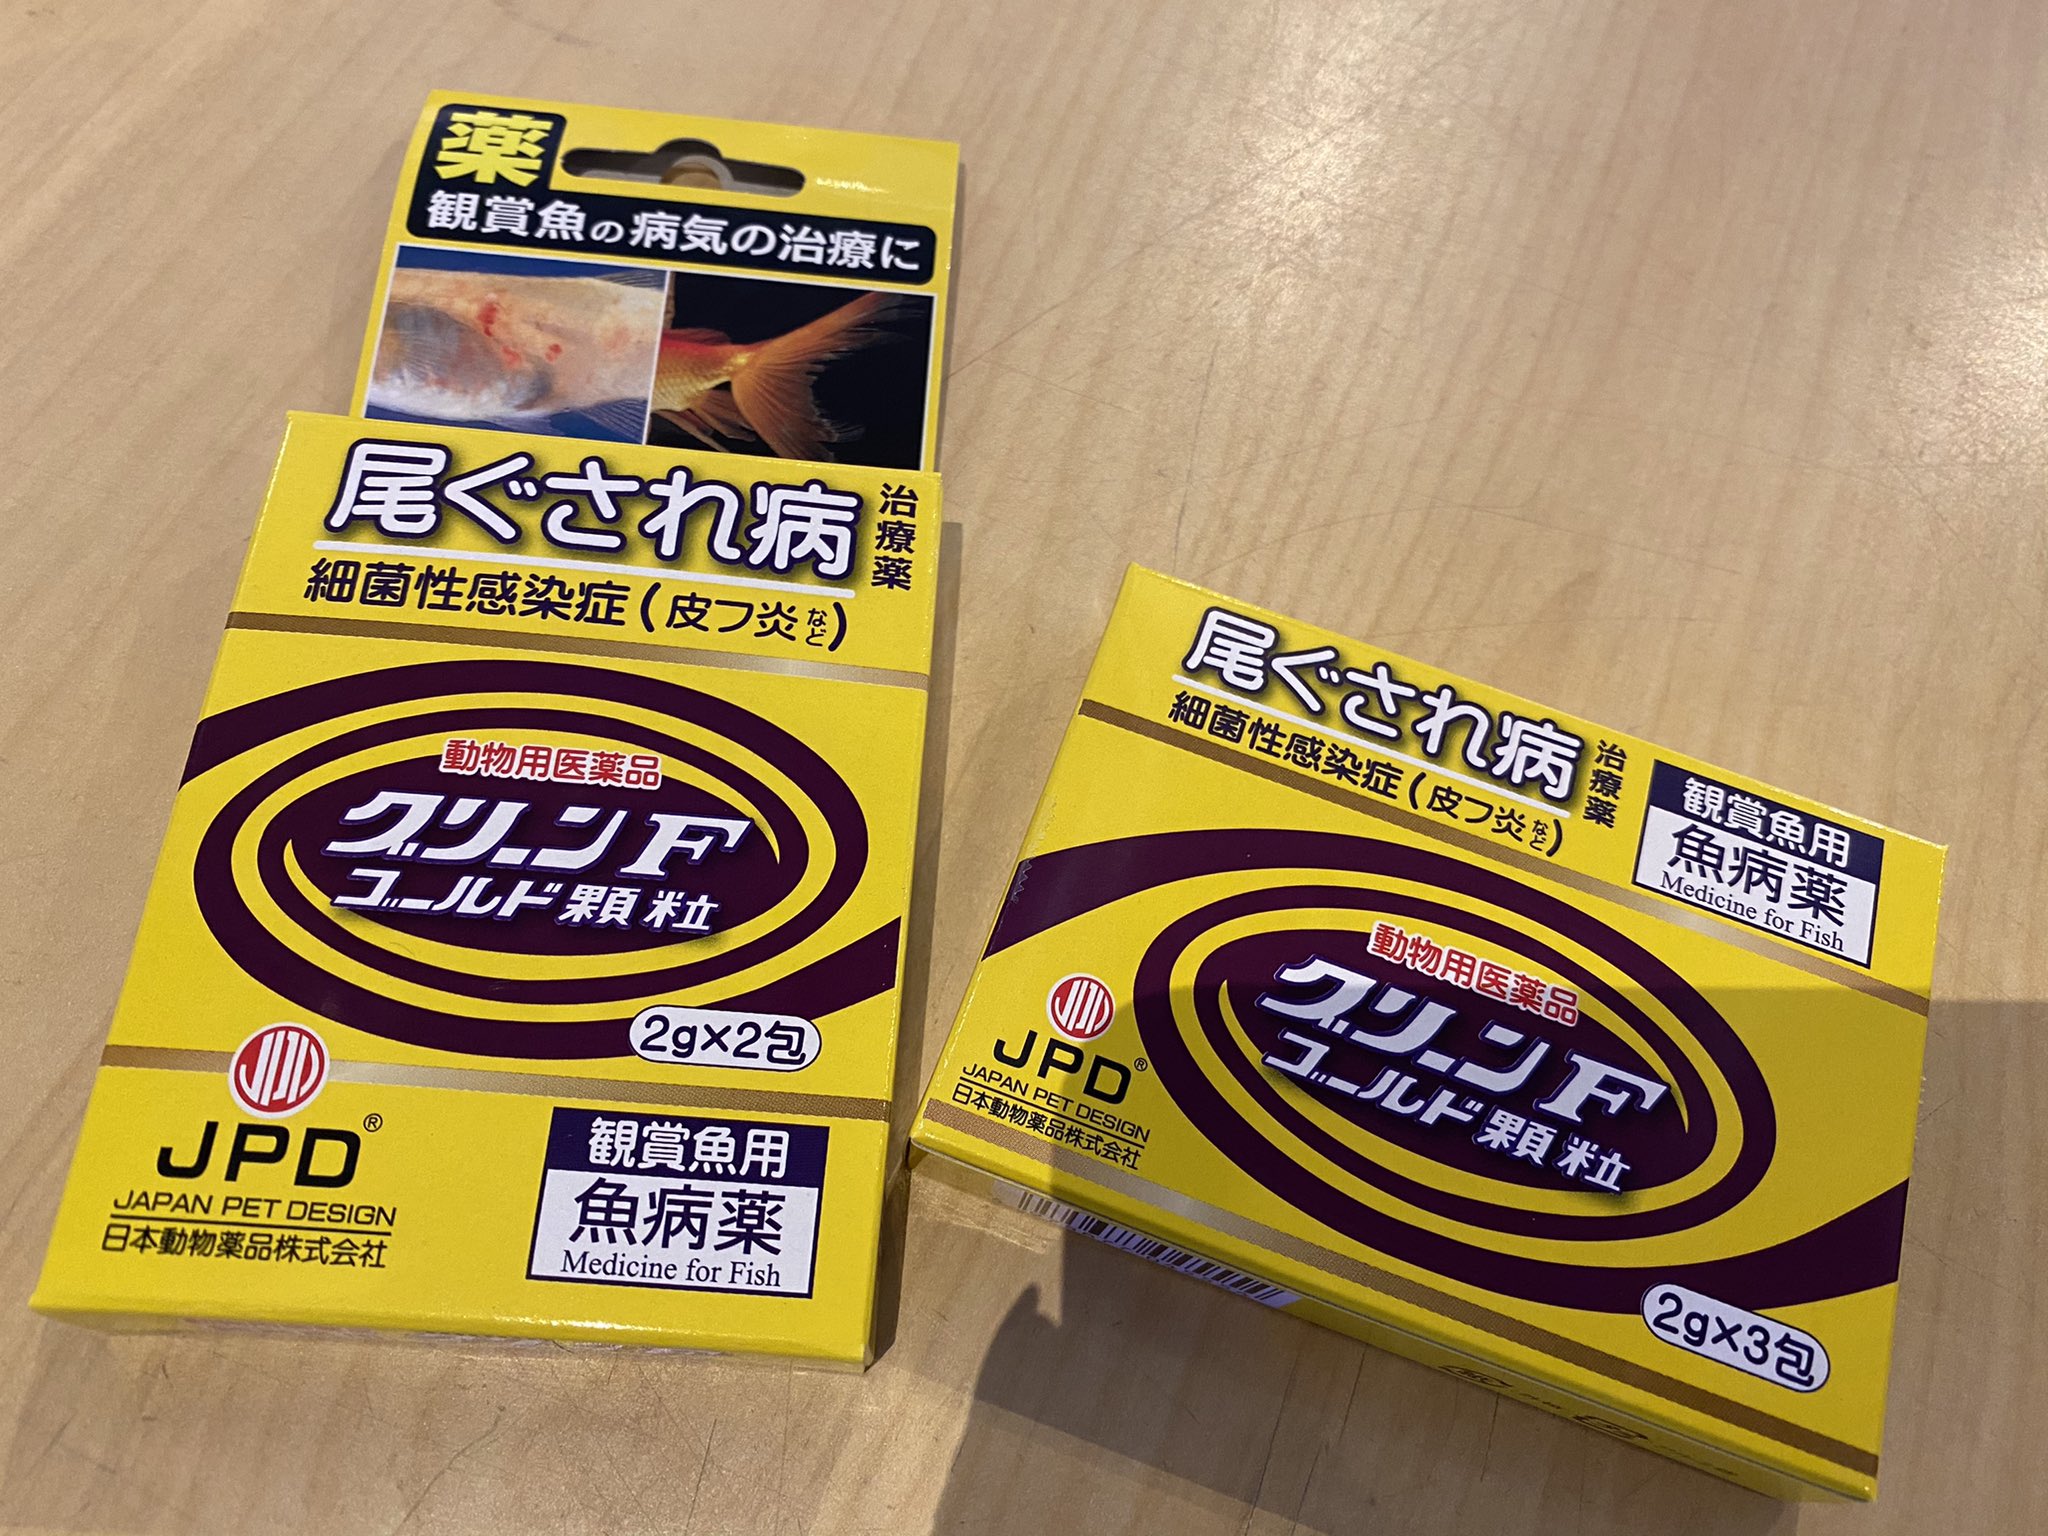 薬
観賞魚の病気の治療に
尾ぐされ病
治療薬
細菌性感染症(皮フ炎など)
動物用医薬品
グリーンF
ゴールド顆粒
2g×2包
JPD®
JAPAN PET DESIGN
日本動物薬品株式会社
観賞魚用
魚病薬
Medicine for Fish
尾ぐされ病
治療薬
細菌性感染症(皮フ炎など)
観賞魚用
魚病薬
Medicine for Fish
動物用医薬品
グリーンF
ゴールド顆粒
JPD®
JAPAN PET DESIGN
日本動物薬品株式会社
2g×3包